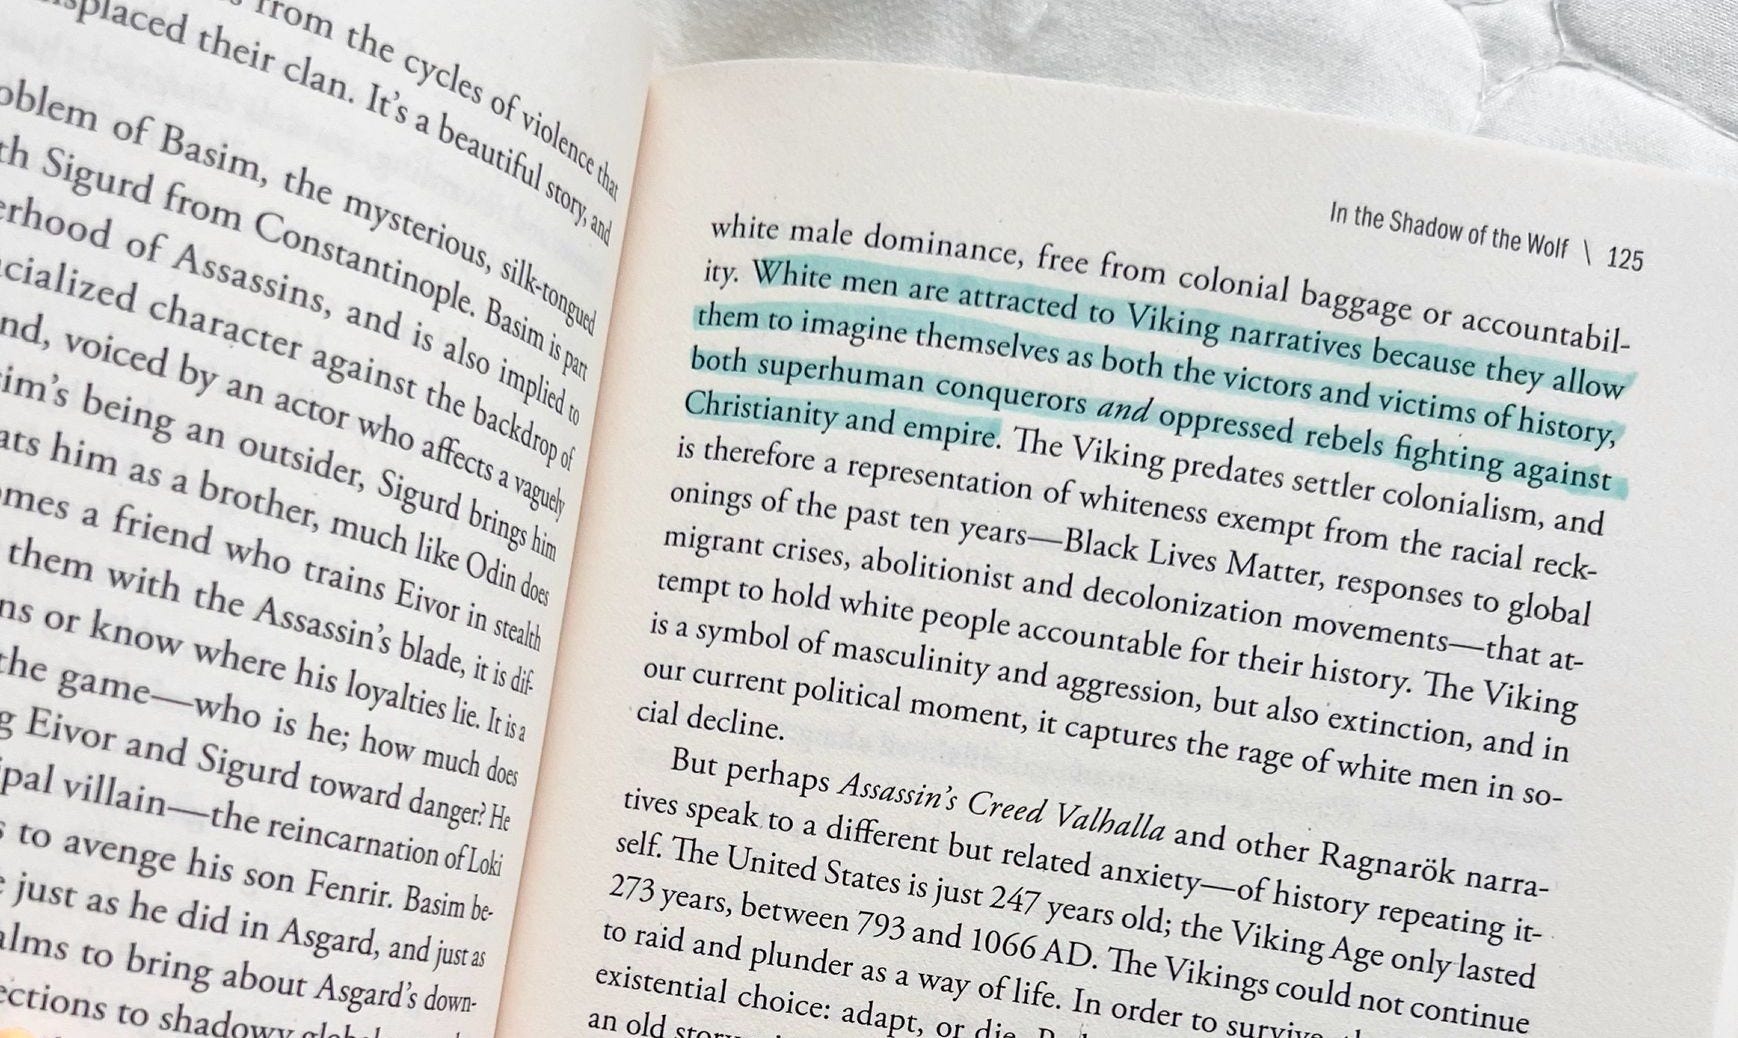 from the cycles of violence that
splaced their clan. It's a beautiful story, and
oblem of Basim, the mysterious, silk-tongued
th Sigurd from Constantinople. Basim is part
erhood of Assassins, and is also implied to
cialized character against the backdrop of
nd, voiced by an actor who affects a vaguely
im's being an outsider, Sigurd brings him
ats him as a brother, much like Odin does
omes a friend who trains Eivor in stealth
them with the Assassin's blade, it is dif-
ns or know where his loyalties lie. It is a
the game—who is he; how much does
g Eivor and Sigurd toward danger? He
ipal villain—the reincarnation of Loki
s to avenge his son Fenrir. Basim be-
just as he did in Asgard, and just as
alms to bring about Asgard's down-
ections to shadowy
In the Shadow of the Wolf \ 125
white male dominance, free from colonial baggage or accountabil-
ity. White men are attracted to Viking narratives because they allow
them to imagine themselves as both the victors and victims of history,
both superhuman conquerors and oppressed rebels fighting against
Christianity and empire. The Viking predates settler colonialism, and
is therefore a representation of whiteness exempt from the racial reck-
onings of the past ten years—Black Lives Matter, responses to global
migrant crises, abolitionist and decolonization movements—that at-
tempt to hold white people accountable for their history. The Viking
is a symbol of masculinity and aggression, but also extinction, and in
our current political moment, it captures the rage of white men in so-
cial decline.
But perhaps Assassin's Creed Valhalla and other Ragnarök narra-
tives speak to a different but related anxiety—of history repeating it-
self. The United States is just 247 years old; the Viking Age only lasted
273 years, between 793 and 1066 AD. The Vikings could not continue
to raid and plunder as a way of life. In order to survive,
existential choice: adapt, or die.
an old story